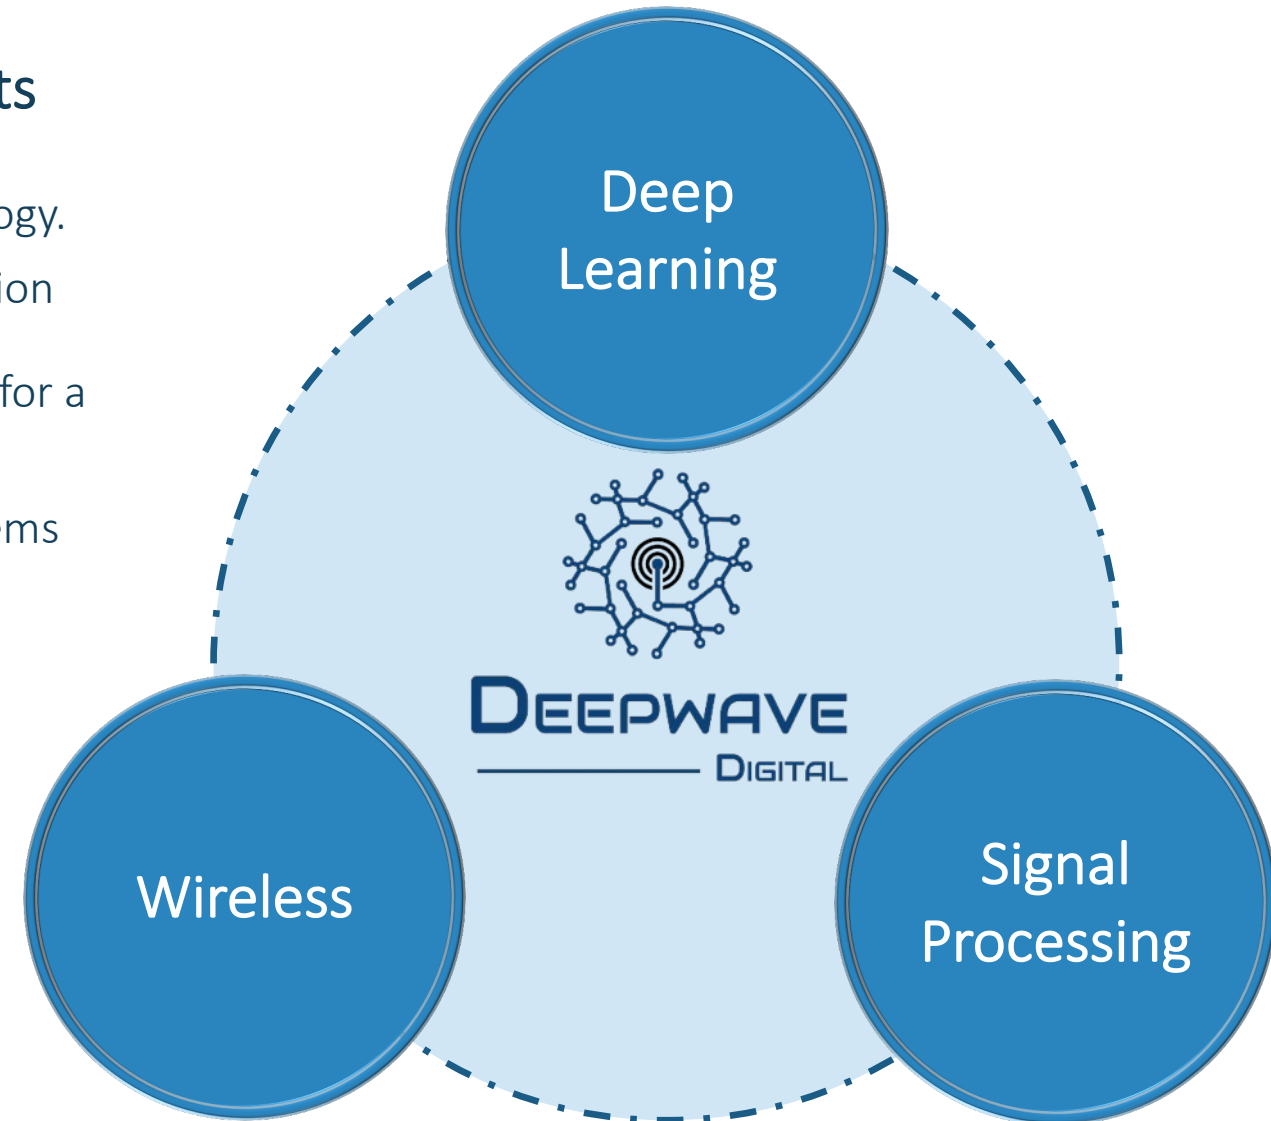 ts
ogy.
ion
for a
ems
Deep
Learning
DEEPWAVE
DIGITAL
Wireless
Signal
Processing